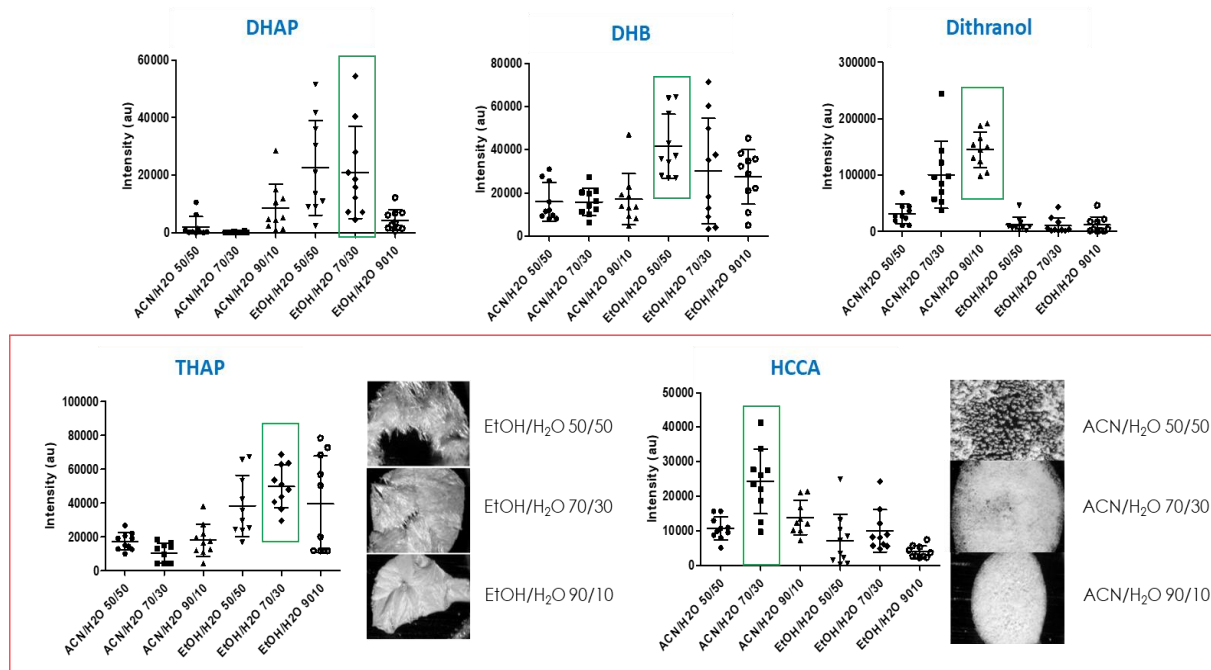 DHAP
Intensity (au)
60000
40000
20000
0
ACN/H2O 50/50
ACN/H2O 70/30
ACN/H2O 90/10
EtOH/H2O 50/50
EtOH/H2O 70/30
EtOH/H2O 9010
DHB
Intensity (au)
80000
60000
40000
20000
0
ACN/H2O 50/50
ACN/H2O 70/30
ACN/H2O 90/10
EtOH/H2O 50/50
EtOH/H2O 70/30
EtOH/H2O 9010
Dithranol
Intensity (au)
300000
200000
100000
0
ACN/H2O 50/50
ACN/H2O 70/30
ACN/H2O 90/10
EtOH/H2O 50/50
EtOH/H2O 70/30
EtOH/H2O 9010
THAP
Intensity (au)
100000
80000
60000
40000
20000
0
ACN/H2O 50/50
ACN/H2O 70/30
ACN/H2O 90/10
EtOH/H2O 50/50
EtOH/H2O 70/30
EtOH/H2O 9010
EtOH/H₂O 50/50
EtOH/H₂O 70/30
EtOH/H₂O 90/10
HCCA
Intensity (au)
50000
40000
30000
20000
10000
0
ACN/H2O 50/50
ACN/H2O 70/30
ACN/H2O 90/10
EtOH/H2O 50/50
EtOH/H2O 70/30
EtOH/H2O 9010
ACN/H₂O 50/50
ACN/H₂O 70/30
ACN/H₂O 90/10